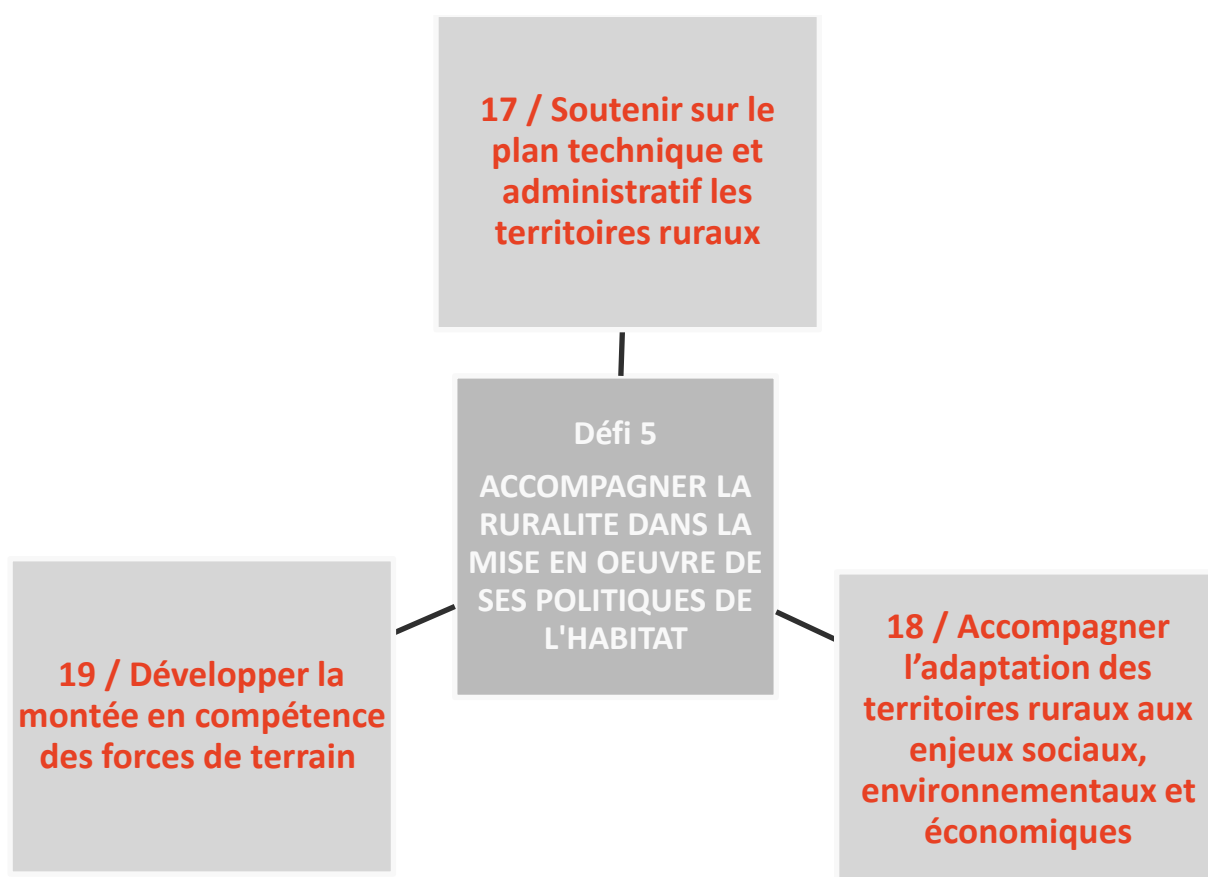 17 / Soutenir sur le
plan technique et
administratif les
territoires ruraux
Défi 5
ACCOMPAGNER LA
RURALITE DANS LA
MISE EN OEUVRE DE
SES POLITIQUES DE
L'HABITAT
18 / Accompagner
l’adaptation des
territoires ruraux aux
enjeux sociaux,
environnementaux et
économiques
19 / Développer la
montée en compétence
des forces de terrain